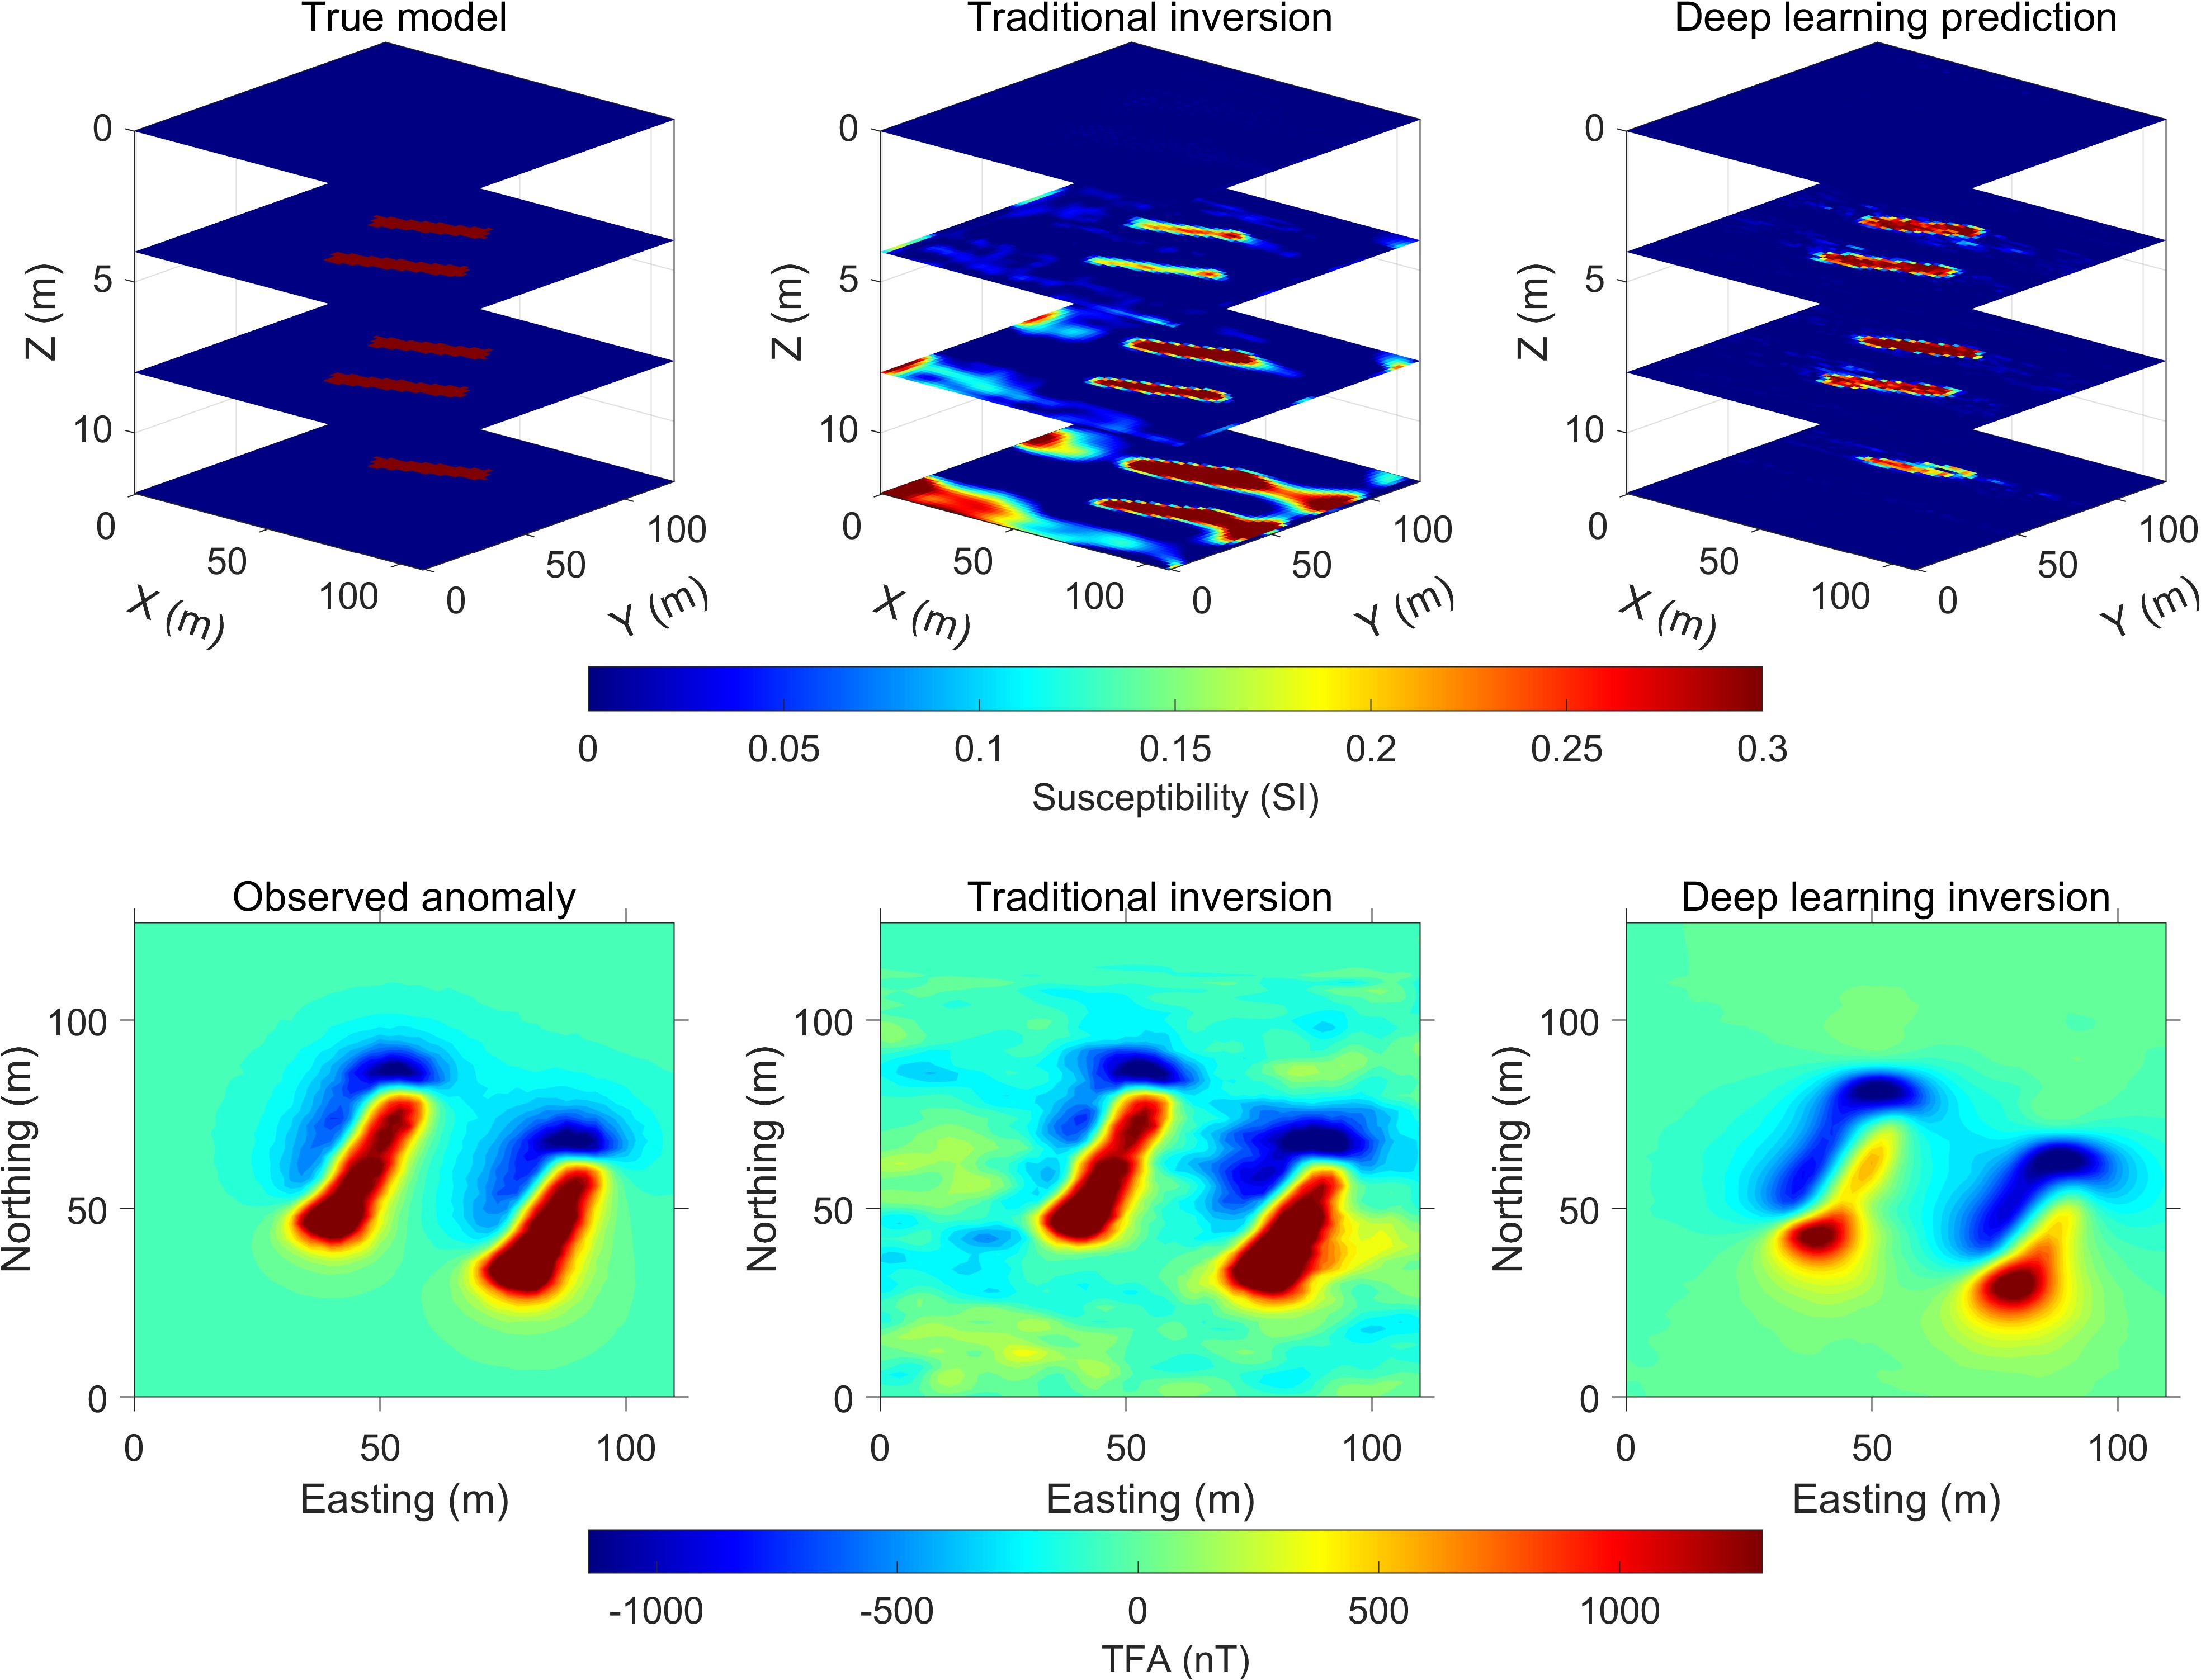 True model
Traditional inversion
Deep learning prediction
0
5
10
Z (m)
0
50
100
X (m)
0
50
100
Y (m)
0
5
10
Z (m)
0
50
100
X (m)
0
50
100
Y (m)
0
5
10
Z (m)
0
50
100
X (m)
0
50
100
Y (m)
0 0.05 0.1 0.15 0.2 0.25 0.3
Susceptibility (SI)
Observed anomaly
Traditional inversion
Deep learning inversion
100
50
0
Northing (m)
0 50 100
Easting (m)
100
50
0
Northing (m)
0 50 100
Easting (m)
100
50
0
Northing (m)
0 50 100
Easting (m)
-1000 -500 0 500 1000
TFA (nT)